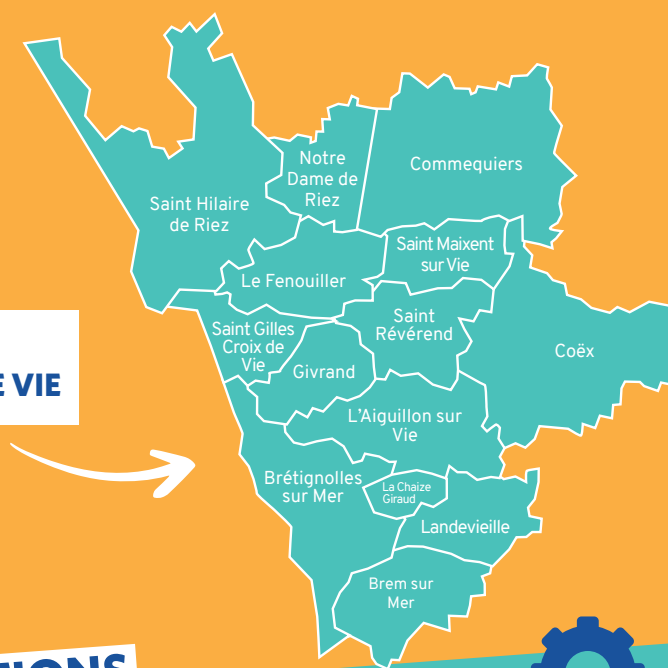 Notre
Dame de
Riez
Commequiers
Saint Hilaire
de Riez
Saint Maixent
sur Vie
Le Fenouiller
Saint
Révérend
Saint Gilles
Croix de
Vie
Coëx
Givrand
E VIE
L'Aiguillon sur
Vie
Brétignolles
sur Mer
La Chaize
Giraud
Landevieille
Brem sur
Mer
TIONS